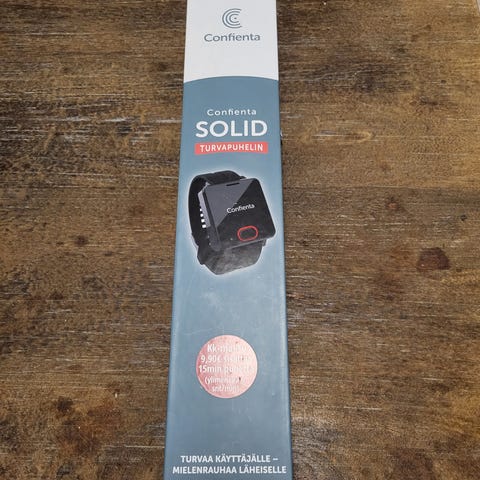 Confienta
Confienta
SOLID
TURVAPUHELIN
Confienta
9,90€
15min
TURVAA KÄYTTÄJÄLLE –
MIELENRAUHAA LÄHEISELLE